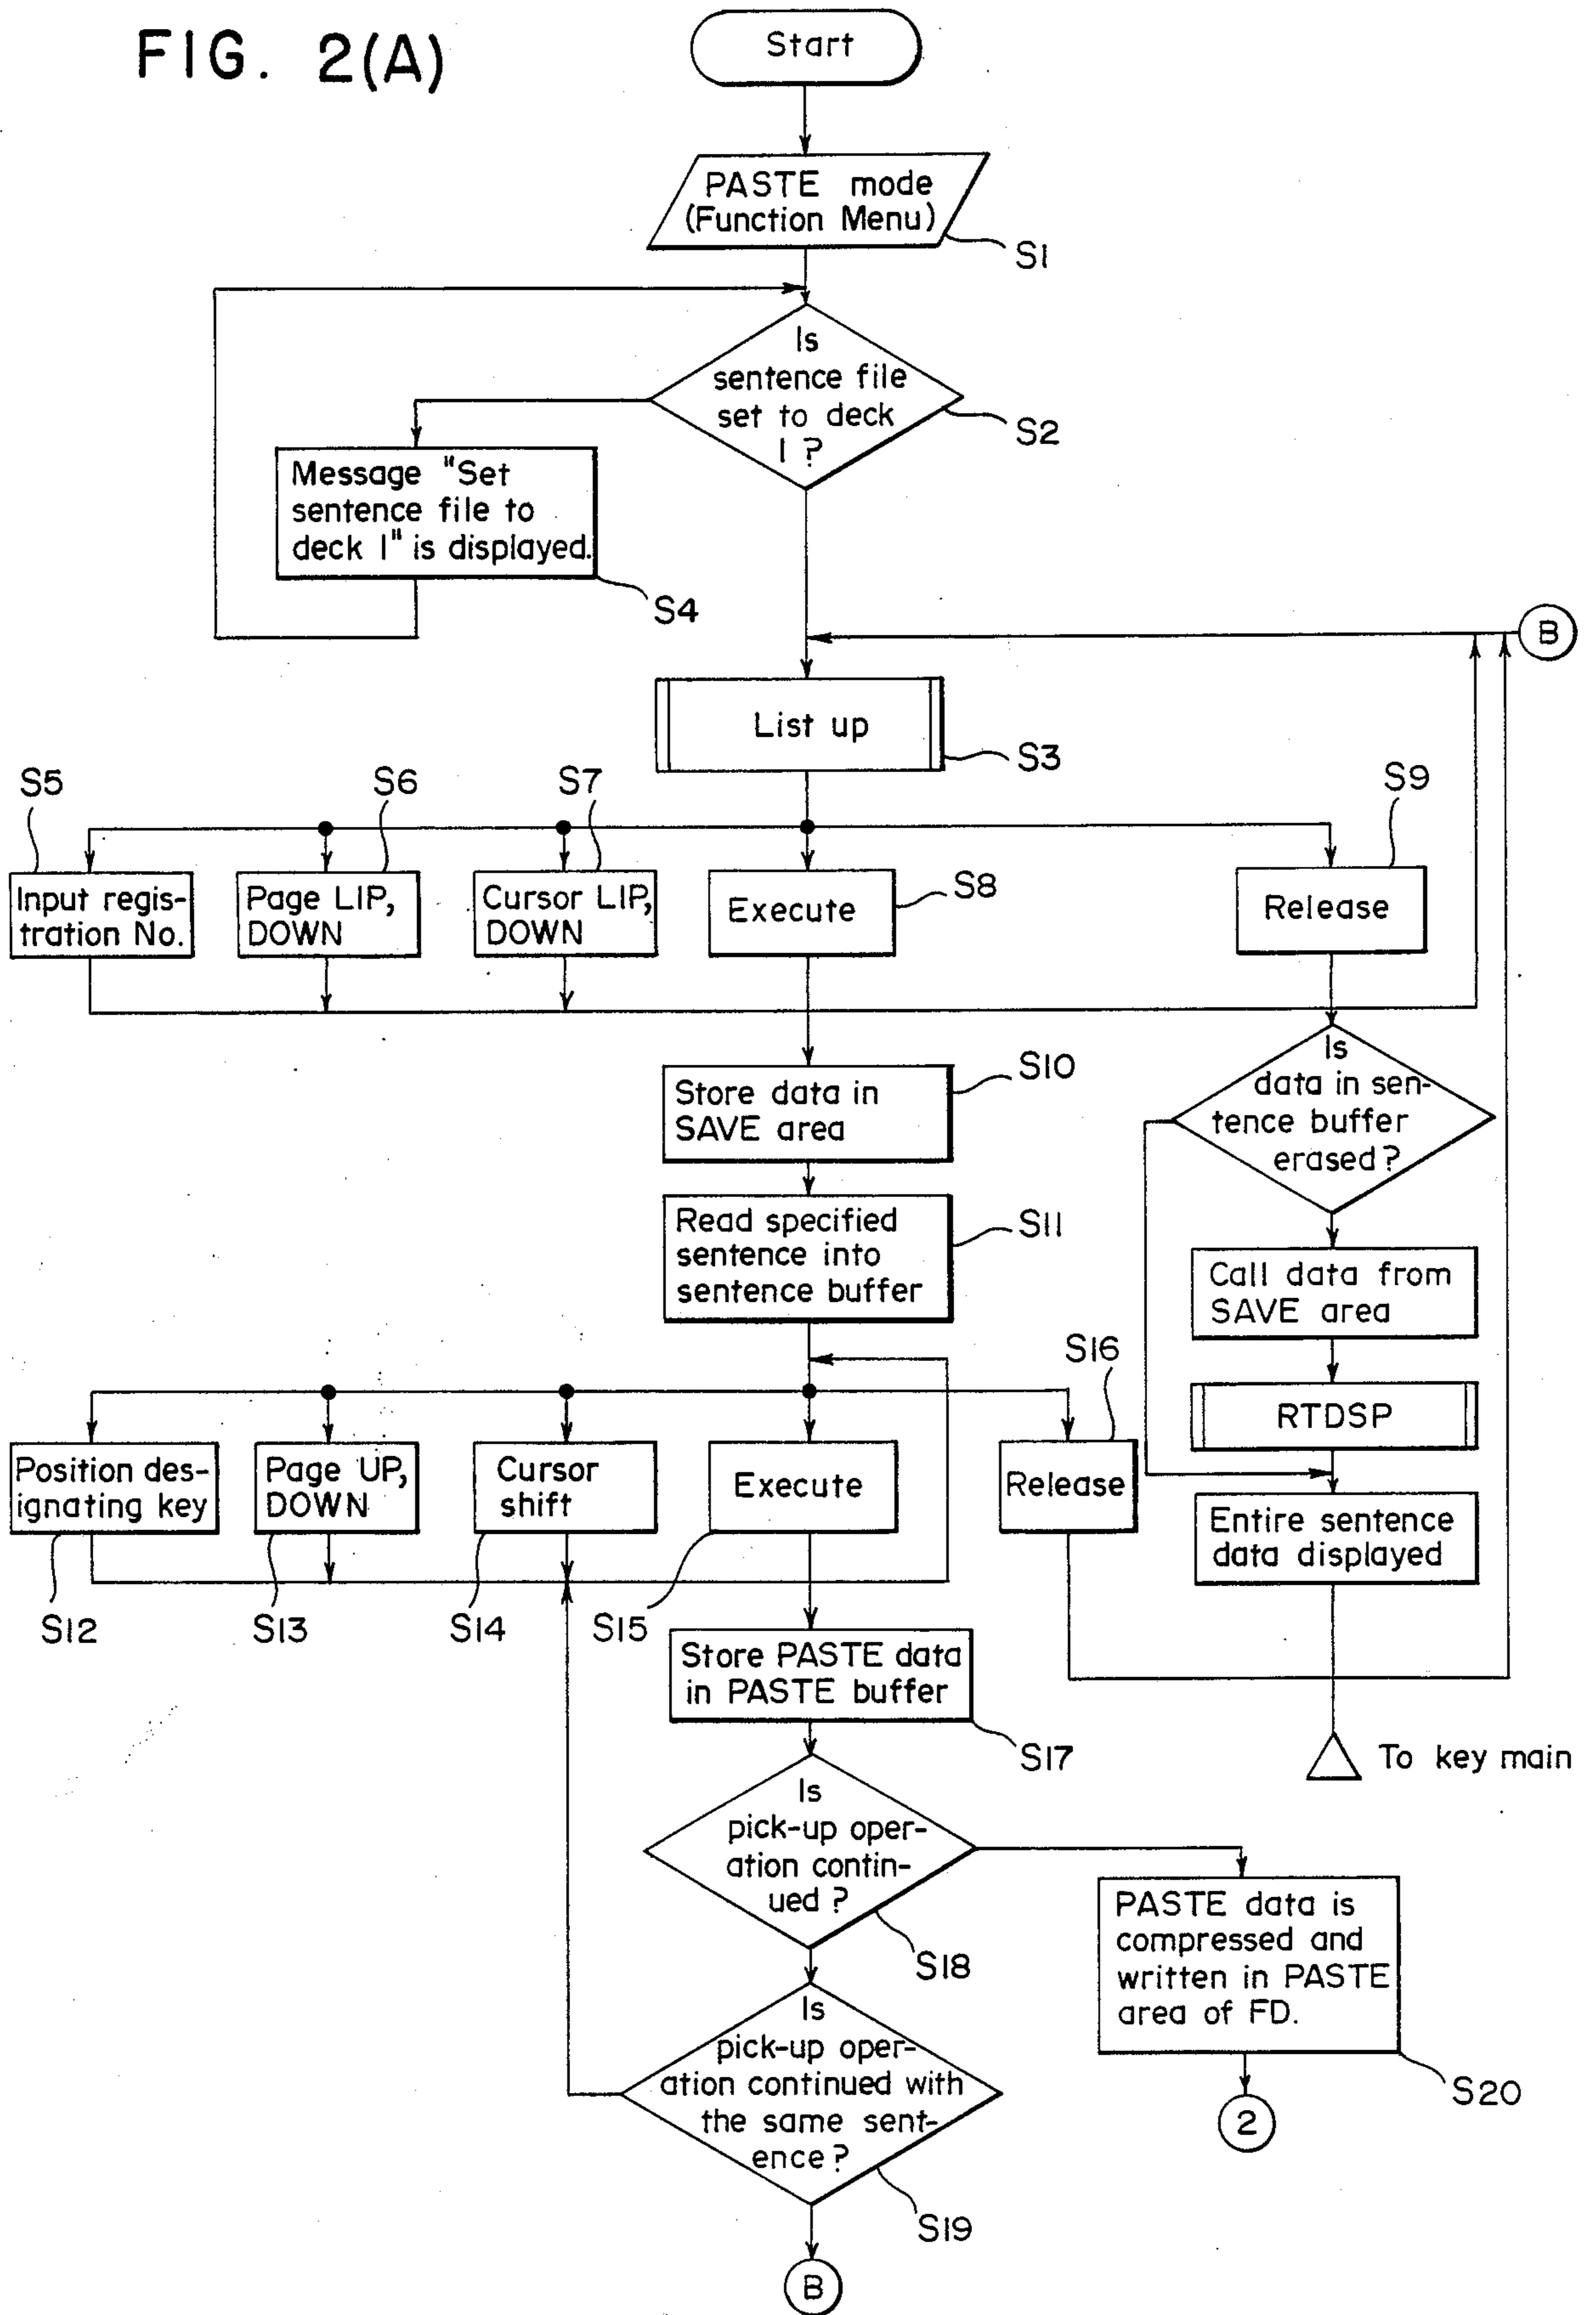 FIG. 2(A)
Start
PASTE mode
(Function Menu)
S1
Is
sentence file
set to deck
1 ?
S2
Message "Set
sentence file to
deck 1" is displayed.
S4
B
List up
S3
S5
S6
S7
S9
Input regis-
tration No.
Page LIP,
DOWN
Cursor LIP,
DOWN
Execute
S8
Release
Store data in
SAVE area
S10
Is
data in sen-
tence buffer
erased?
Read specified
sentence into
sentence buffer
S11
Call data from
SAVE area
S16
RTDSP
Position des-
ignating key
Page UP,
DOWN
Cursor
shift
Execute
Release
Entire sentence
data displayed
S12
S13
S14
S15
Store PASTE data
in PASTE buffer
S17
To key main
Is
pick-up oper-
ation contin-
ued ?
S18
PASTE data is
compressed and
written in PASTE
area of FD.
S20
2
Is
pick-up oper-
ation continued with
the same sent-
ence?
S19
B